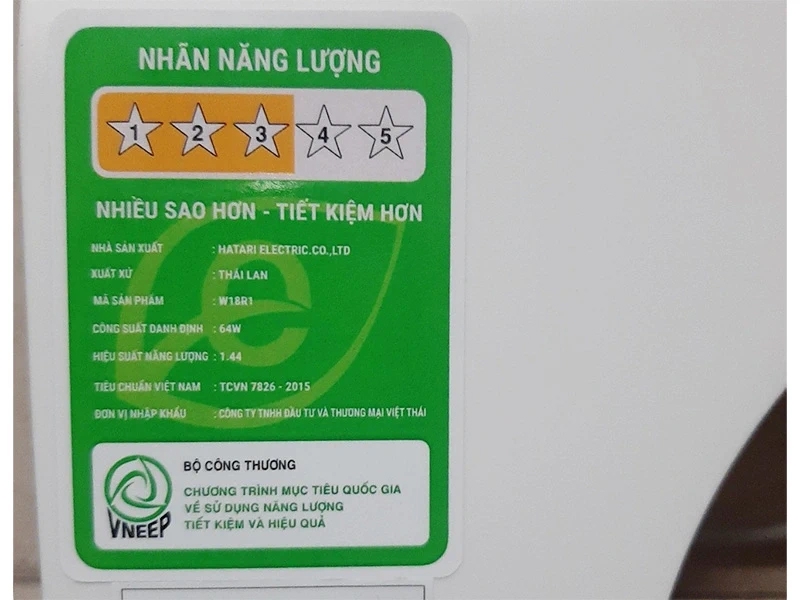 NHÃN NĂNG LƯỢNG
1 2 3 4 5
NHIỀU SAO HƠN - TIẾT KIỆM HƠN
NHÀ SẢN XUẤT : HATARI ELECTRIC.CO.,LTD
XUẤT XỨ : THÁI LAN
MÃ SẢN PHẨM : W18R1
CÔNG SUẤT DANH ĐỊNH : 64W
HIỆU SUẤT NĂNG LƯỢNG : 1.44
TIÊU CHUẨN VIỆT NAM : TCVN 7826 - 2015
ĐƠN VỊ NHẬP KHẨU : CÔNG TY TNHH ĐẦU TƯ VÀ THƯƠNG MẠI VIỆT THÁI
BỘ CÔNG THƯƠNG
CHƯƠNG TRÌNH MỤC TIÊU QUỐC GIA
VỀ SỬ DỤNG NĂNG LƯỢNG
TIẾT KIỆM VÀ HIỆU QUẢ
VNEEP